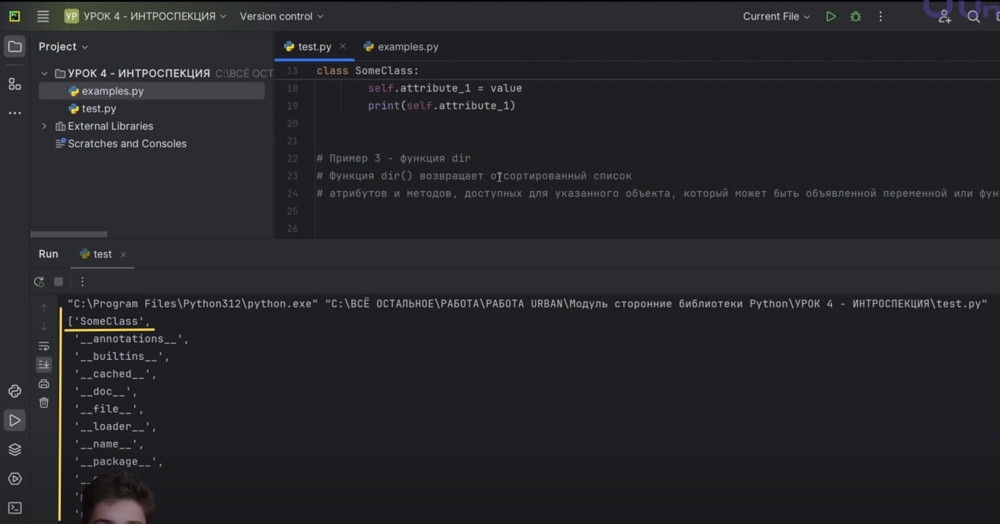 УР УРОК 4 - ИНТРОСПЕКЦИЯ Version control Current File
Project
УРОК 4 - ИНТРОСПЕКЦИЯ C:\ВСЁ ОСТ
examples.py
test.py
External Libraries
Scratches and Consoles
test.py examples.py
13 class SomeClass:
18 self.attribute_1 = value
19 print(self.attribute_1)
20
21
22 # Пример 3 - функция dir
23 # Функция dir() возвращает отсортированный список
24 # атрибутов и методов, доступных для указанного объекта, который может быть объявленной переменной или фун
25
26
Run test
"C:\Program Files\Python312\python.exe" "C:\ВСЁ ОСТАЛЬНОЕ\РАБОТА\РАБОТА URBAN\Модуль сторонние библиотеки Python\УРОК 4 - ИНТРОСПЕКЦИЯ\test.py"
['SomeClass',
'__annotations__',
'__builtins__',
'__cached__',
'__doc__',
'__file__',
'__loader__',
'__name__',
'__package__',